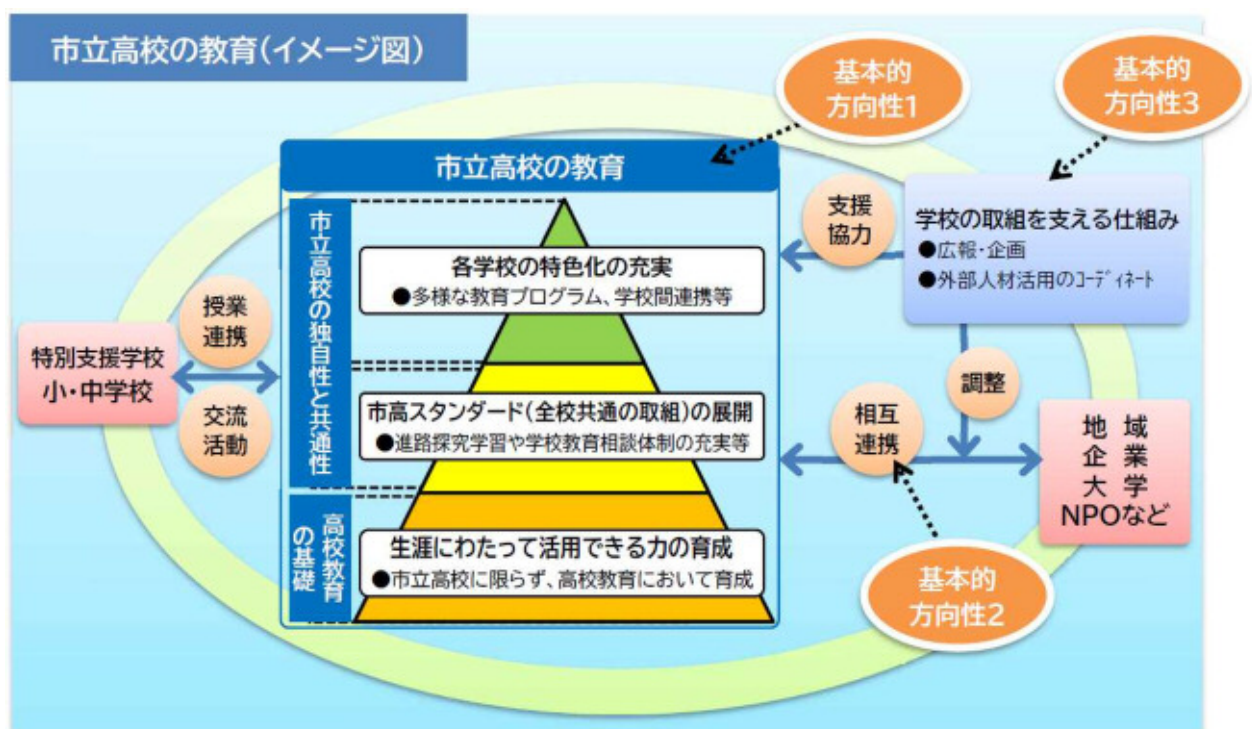 市立高校の教育(イメージ図)
基本的
方向性1
基本的
方向性3
市立高校の教育
市立高校の独自性と共通性
高校教育
の基礎
各学校の特色化の充実
●多様な教育プログラム、学校間連携等
市高スタンダード(全校共通の取組)の展開
●進路探究学習や学校教育相談体制の充実等
生涯にわたって活用できる力の育成
●市立高校に限らず、高校教育において育成
授業
連携
特別支援学校
小・中学校
交流
活動
支援
協力
学校の取組を支える仕組み
●広報・企画
●外部人材活用のｺｰﾃﾞｨﾈｰﾄ
調整
相互
連携
地 域
企 業
大 学
NPOなど
基本的
方向性2